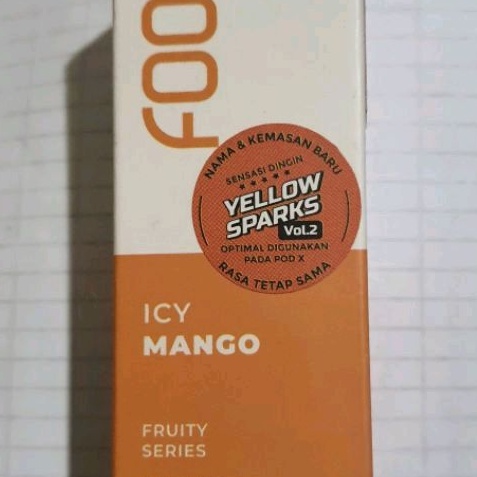 foo
NAMA & KEMASAN BARU
SENSASI DINGIN
YELLOW
SPARKS
Vol.2
OPTIMAL DIGUNAKAN
PADA POD X
RASA TETAP SAMA
ICY
MANGO
FRUITY
SERIES